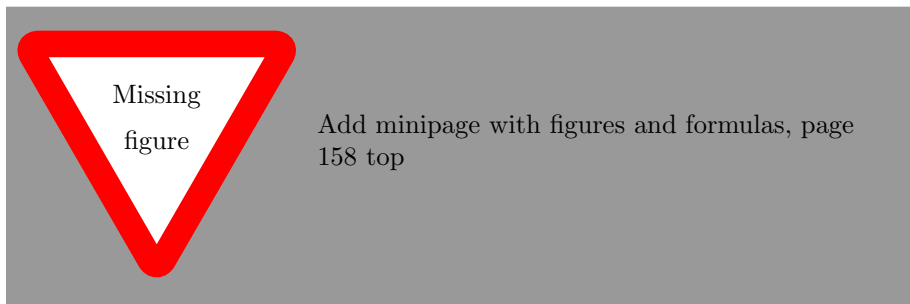 Missing
figure
Add minipage with figures and formulas, page
158 top